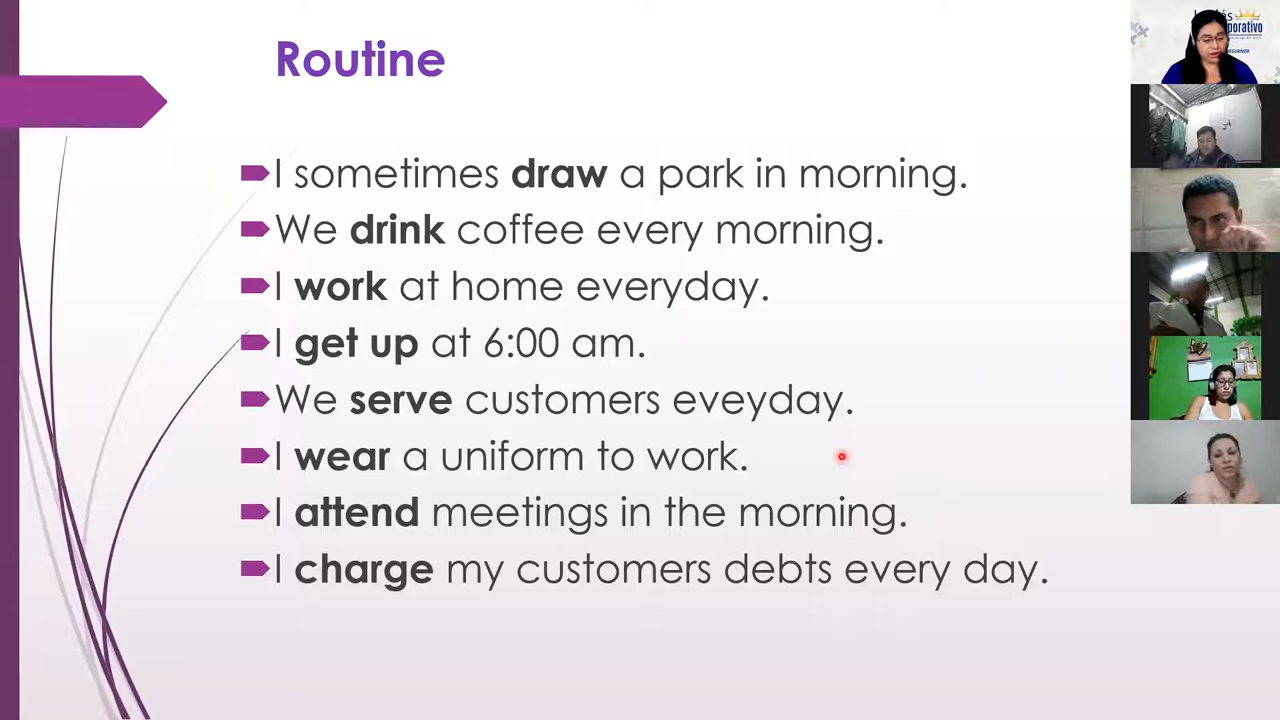 Routine
I sometimes draw a park in morning.
We drink coffee every morning.
I work at home everyday.
I get up at 6:00 am.
We serve customers eveyday.
I wear a uniform to work.
I attend meetings in the morning.
I charge my customers debts every day.